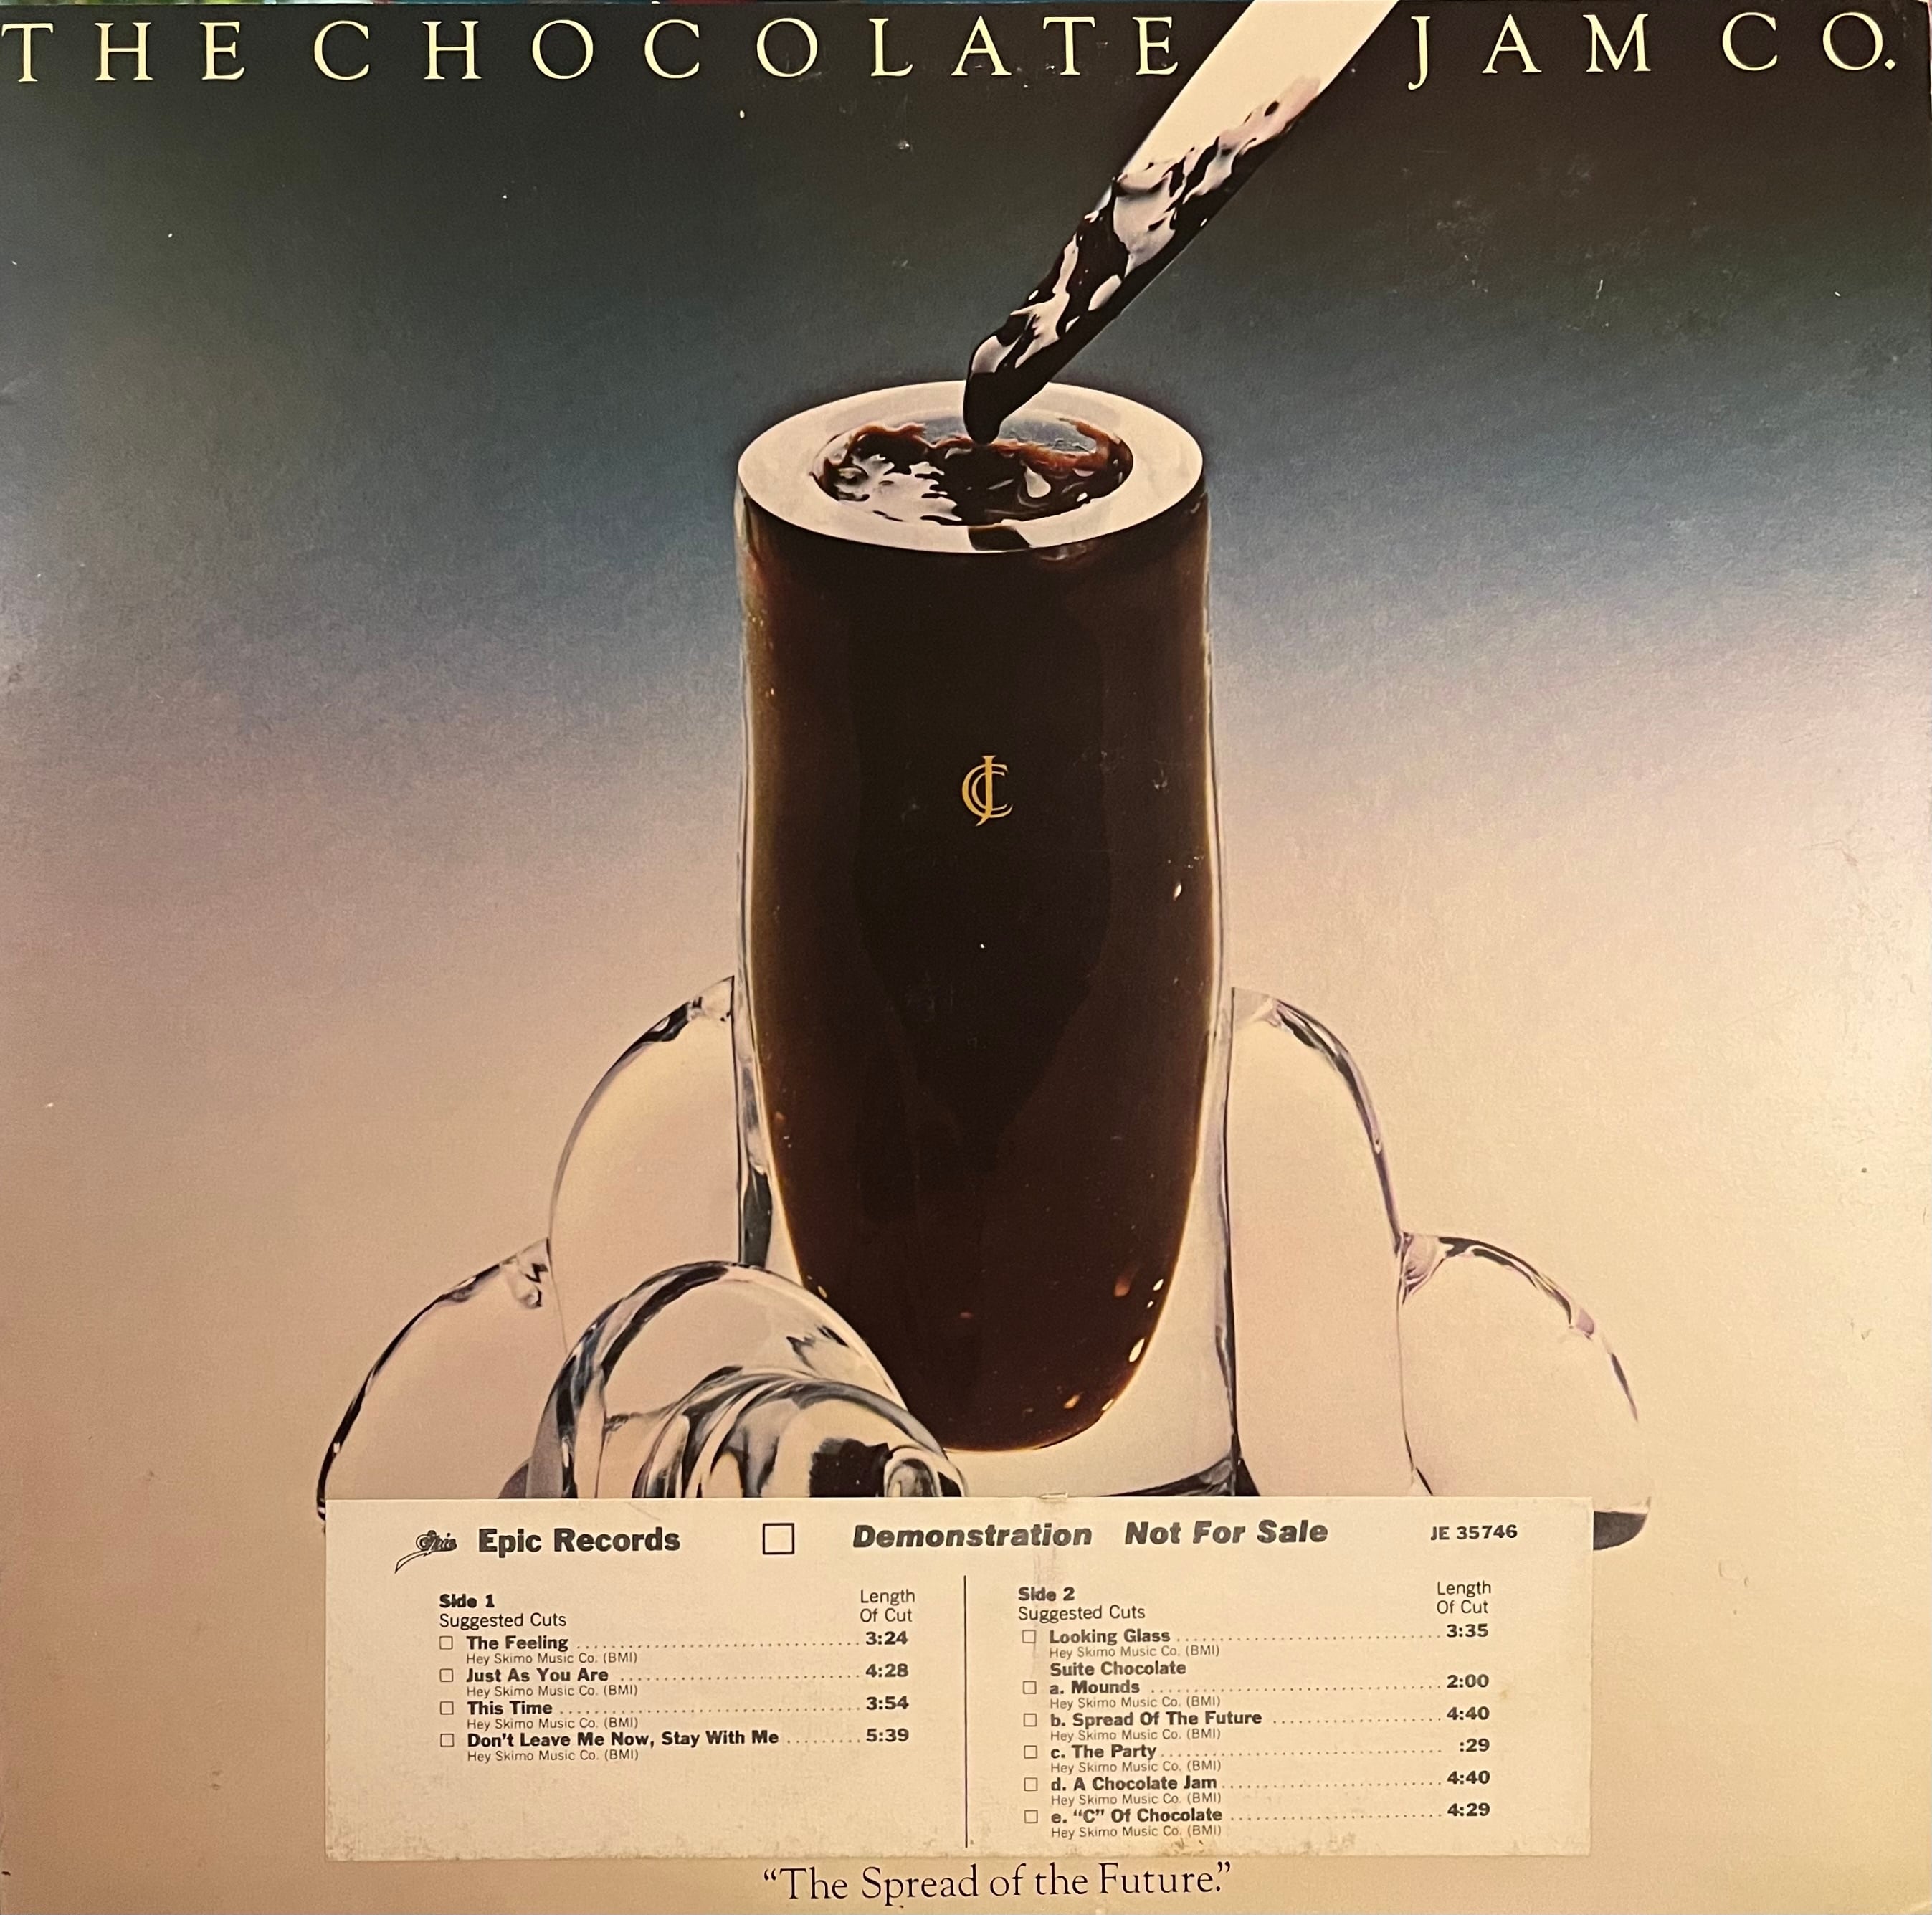 THE CHOCOLATE JAM CO.
CJ
Epic Epic Records Demonstration Not For Sale JE 35746
Side 1 Length
Suggested Cuts Of Cut
The Feeling 3:24
Hey Skimo Music Co. (BMI)
Just As You Are 4:28
Hey Skimo Music Co. (BMI)
This Time 3:54
Hey Skimo Music Co. (BMI)
Don't Leave Me Now, Stay With Me 5:39
Hey Skimo Music Co. (BMI)
Side 2 Length
Suggested Cuts Of Cut
Looking Glass 3:35
Hey Skimo Music Co. (BMI)
Suite Chocolate
a. Mounds 2:00
Hey Skimo Music Co. (BMI)
b. Spread Of The Future 4:40
Hey Skimo Music Co. (BMI)
c. The Party :29
Hey Skimo Music Co. (BMI)
d. A Chocolate Jam 4:40
Hey Skimo Music Co. (BMI)
e. “C” Of Chocolate 4:29
Hey Skimo Music Co. (BMI)
“The Spread of the Future.”